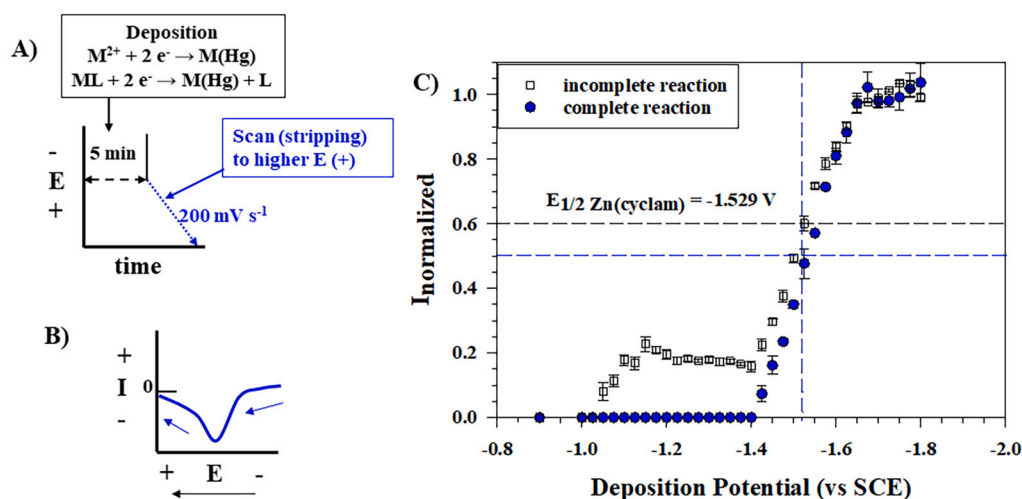 A)
Deposition
M²⁺ + 2 e⁻ → M(Hg)
ML + 2 e⁻ → M(Hg) + L
-
E
+
5 min
Scan (stripping)
to higher E (+)
200 mV s⁻¹
time
B)
+
I
-
0
+ E -
C)
incomplete reaction
complete reaction
E₁/₂ Zn(cyclam) = -1.529 V
I normalized
1.0
0.8
0.6
0.4
0.2
0.0
-0.8 -1.0 -1.2 -1.4 -1.6 -1.8 -2.0
Deposition Potential (vs SCE)